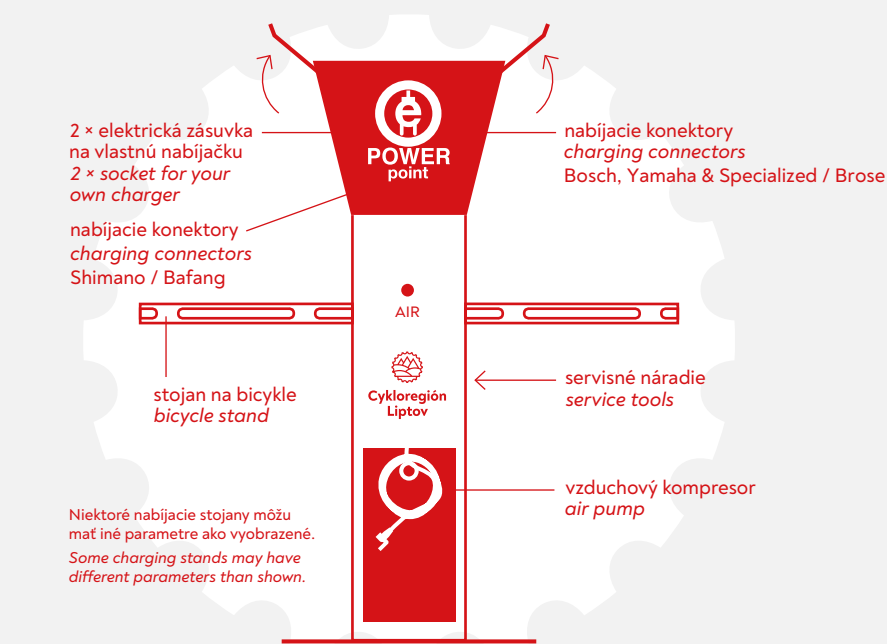 e
POWER
point
2 × elektrická zásuvka
na vlastnú nabíjačku
2 × socket for your
own charger
nabíjacie konektory
charging connectors
Shimano / Bafang
nabíjacie konektory
charging connectors
Bosch, Yamaha & Specialized / Brose
AIR
Cykloregión
Liptov
stojan na bicykle
bicycle stand
servisné náradie
service tools
vzduchový kompresor
air pump
Niektoré nabíjacie stojany môžu
mať iné parametre ako vyobrazené.
Some charging stands may have
different parameters than shown.